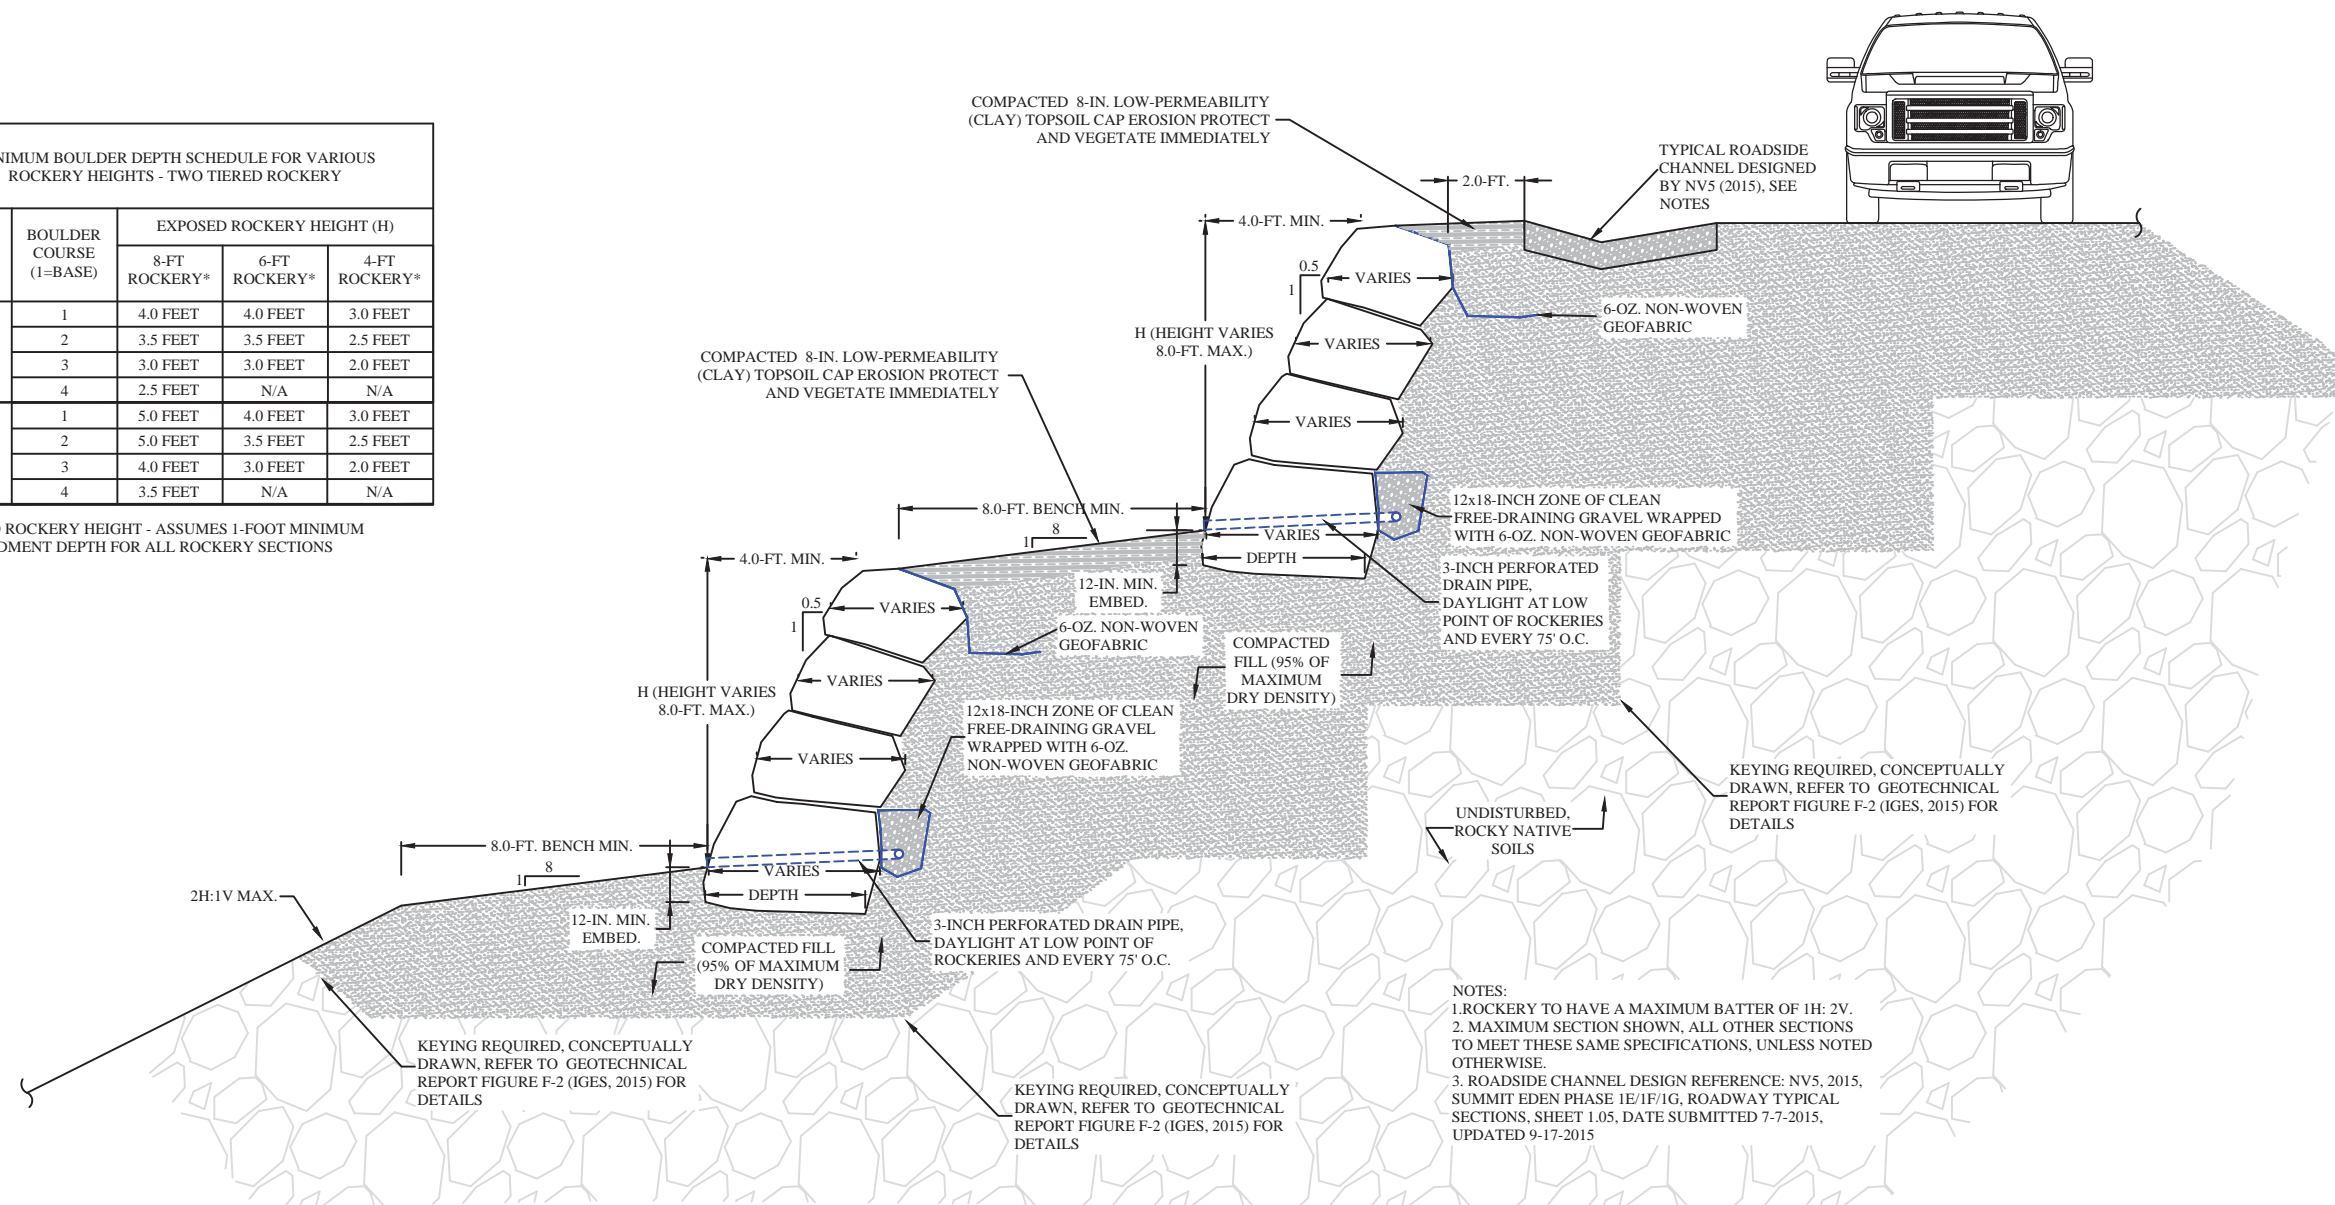 NIMUM BOULDER DEPTH SCHEDULE FOR VARIOUS
ROCKERY HEIGHTS - TWO TIERED ROCKERY
BOULDER
COURSE
(1=BASE)
EXPOSED ROCKERY HEIGHT (H)
8-FT
ROCKERY*
6-FT
ROCKERY*
4-FT
ROCKERY*
1 4.0 FEET 4.0 FEET 3.0 FEET
2 3.5 FEET 3.5 FEET 2.5 FEET
3 3.0 FEET 3.0 FEET 2.0 FEET
4 2.5 FEET N/A N/A
1 5.0 FEET 4.0 FEET 3.0 FEET
2 5.0 FEET 3.5 FEET 2.5 FEET
3 4.0 FEET 3.0 FEET 2.0 FEET
4 3.5 FEET N/A N/A
ROCKERY HEIGHT - ASSUMES 1-FOOT MINIMUM
DMENT DEPTH FOR ALL ROCKERY SECTIONS
COMPACTED 8-IN. LOW-PERMEABILITY
(CLAY) TOPSOIL CAP EROSION PROTECT
AND VEGETATE IMMEDIATELY
TYPICAL ROADSIDE
CHANNEL DESIGNED
BY NV5 (2015), SEE
NOTES
2.0-FT.
4.0-FT. MIN.
0.5
1
VARIES
6-OZ. NON-WOVEN
GEOFABRIC
H (HEIGHT VARIES
8.0-FT. MAX.)
VARIES
VARIES
COMPACTED 8-IN. LOW-PERMEABILITY
(CLAY) TOPSOIL CAP EROSION PROTECT
AND VEGETATE IMMEDIATELY
8.0-FT. BENCH MIN.
8
1
VARIES
DEPTH
12-IN. MIN.
EMBED.
12x18-INCH ZONE OF CLEAN
FREE-DRAINING GRAVEL WRAPPED
WITH 6-OZ. NON-WOVEN GEOFABRIC
3-INCH PERFORATED
DRAIN PIPE,
DAYLIGHT AT LOW
POINT OF ROCKERIES
AND EVERY 75' O.C.
4.0-FT. MIN.
0.5
1
VARIES
6-OZ. NON-WOVEN
GEOFABRIC
COMPACTED
FILL (95% OF
MAXIMUM
DRY DENSITY)
H (HEIGHT VARIES
8.0-FT. MAX.)
VARIES
VARIES
12x18-INCH ZONE OF CLEAN
FREE-DRAINING GRAVEL
WRAPPED WITH 6-OZ.
NON-WOVEN GEOFABRIC
KEYING REQUIRED, CONCEPTUALLY
DRAWN, REFER TO GEOTECHNICAL
REPORT FIGURE F-2 (IGES, 2015) FOR
DETAILS
UNDISTURBED,
ROCKY NATIVE
SOILS
8.0-FT. BENCH MIN.
8
1
VARIES
DEPTH
2H:1V MAX.
12-IN. MIN.
EMBED.
COMPACTED FILL
(95% OF MAXIMUM
DRY DENSITY)
3-INCH PERFORATED DRAIN PIPE,
DAYLIGHT AT LOW POINT OF
ROCKERIES AND EVERY 75' O.C.
KEYING REQUIRED, CONCEPTUALLY
DRAWN, REFER TO GEOTECHNICAL
REPORT FIGURE F-2 (IGES, 2015) FOR
DETAILS
KEYING REQUIRED, CONCEPTUALLY
DRAWN, REFER TO GEOTECHNICAL
REPORT FIGURE F-2 (IGES, 2015) FOR
DETAILS
NOTES:
1.ROCKERY TO HAVE A MAXIMUM BATTER OF 1H: 2V.
2. MAXIMUM SECTION SHOWN, ALL OTHER SECTIONS
TO MEET THESE SAME SPECIFICATIONS, UNLESS NOTED
OTHERWISE.
3. ROADSIDE CHANNEL DESIGN REFERENCE: NV5, 2015,
SUMMIT EDEN PHASE 1E/1F/1G, ROADWAY TYPICAL
SECTIONS, SHEET 1.05, DATE SUBMITTED 7-7-2015,
UPDATED 9-17-2015